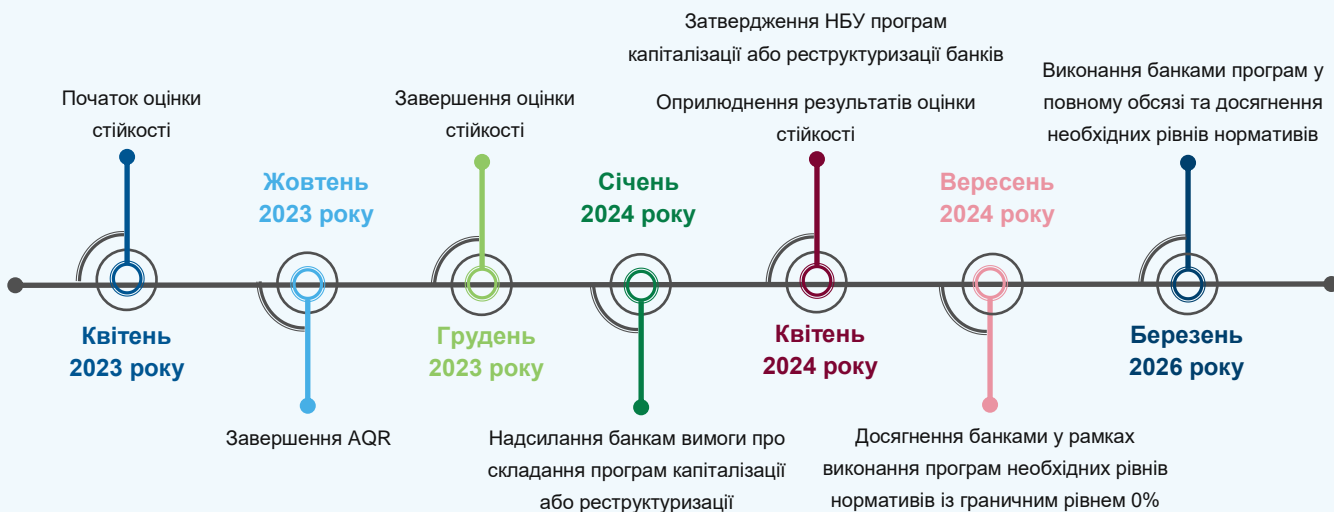 Початок оцінки
стійкості
Квітень
2023 року
Жовтень
2023 року
Завершення AQR
Завершення оцінки
стійкості
Грудень
2023 року
Січень
2024 року
Надсилання банкам вимоги про
складання програм капіталізації
або реструктуризації
Затвердження НБУ програм
капіталізації або реструктуризації банків
Оприлюднення результатів оцінки
стійкості
Квітень
2024 року
Вересень
2024 року
Досягнення банками у рамках
виконання програм необхідних рівнів
нормативів із граничним рівнем 0%
Виконання банками програм у
повному обсязі та досягнення
необхідних рівнів нормативів
Березень
2026 року